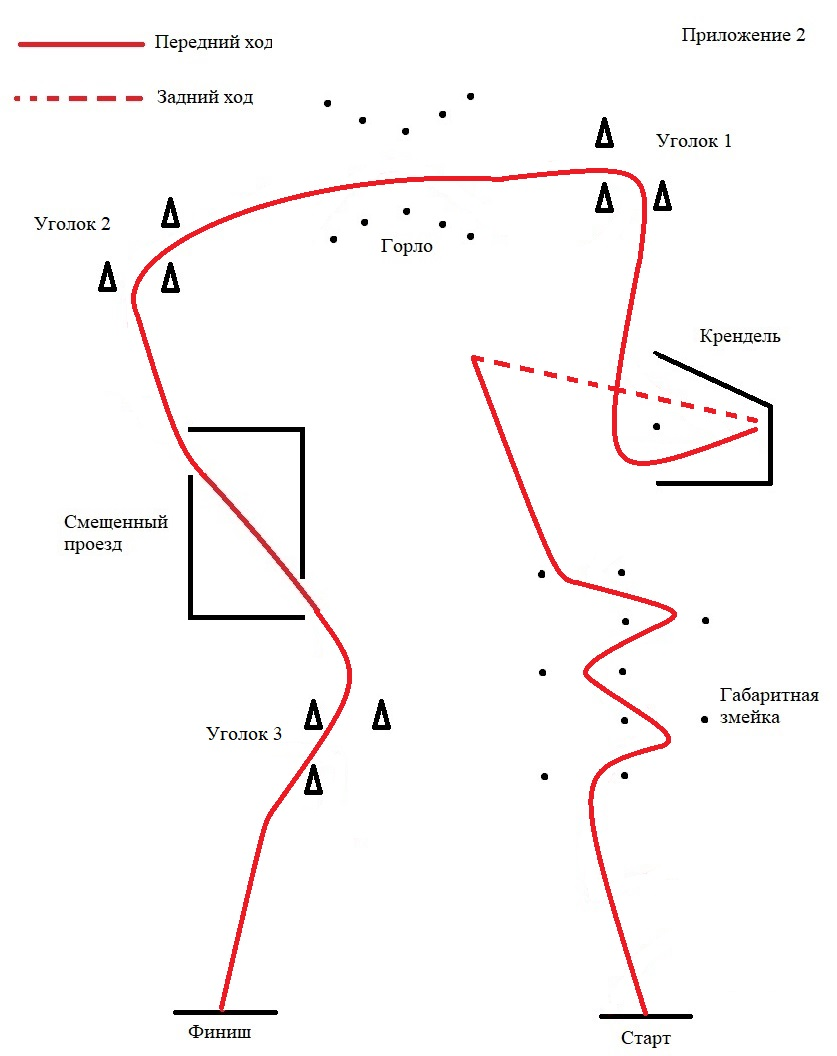 Передний ход
Приложение 2
Задний ход
Уголок 1
Уголок 2
Горло
Крендель
Смещенный
проезд
Габаритная
змейка
Уголок 3
Финиш
Старт